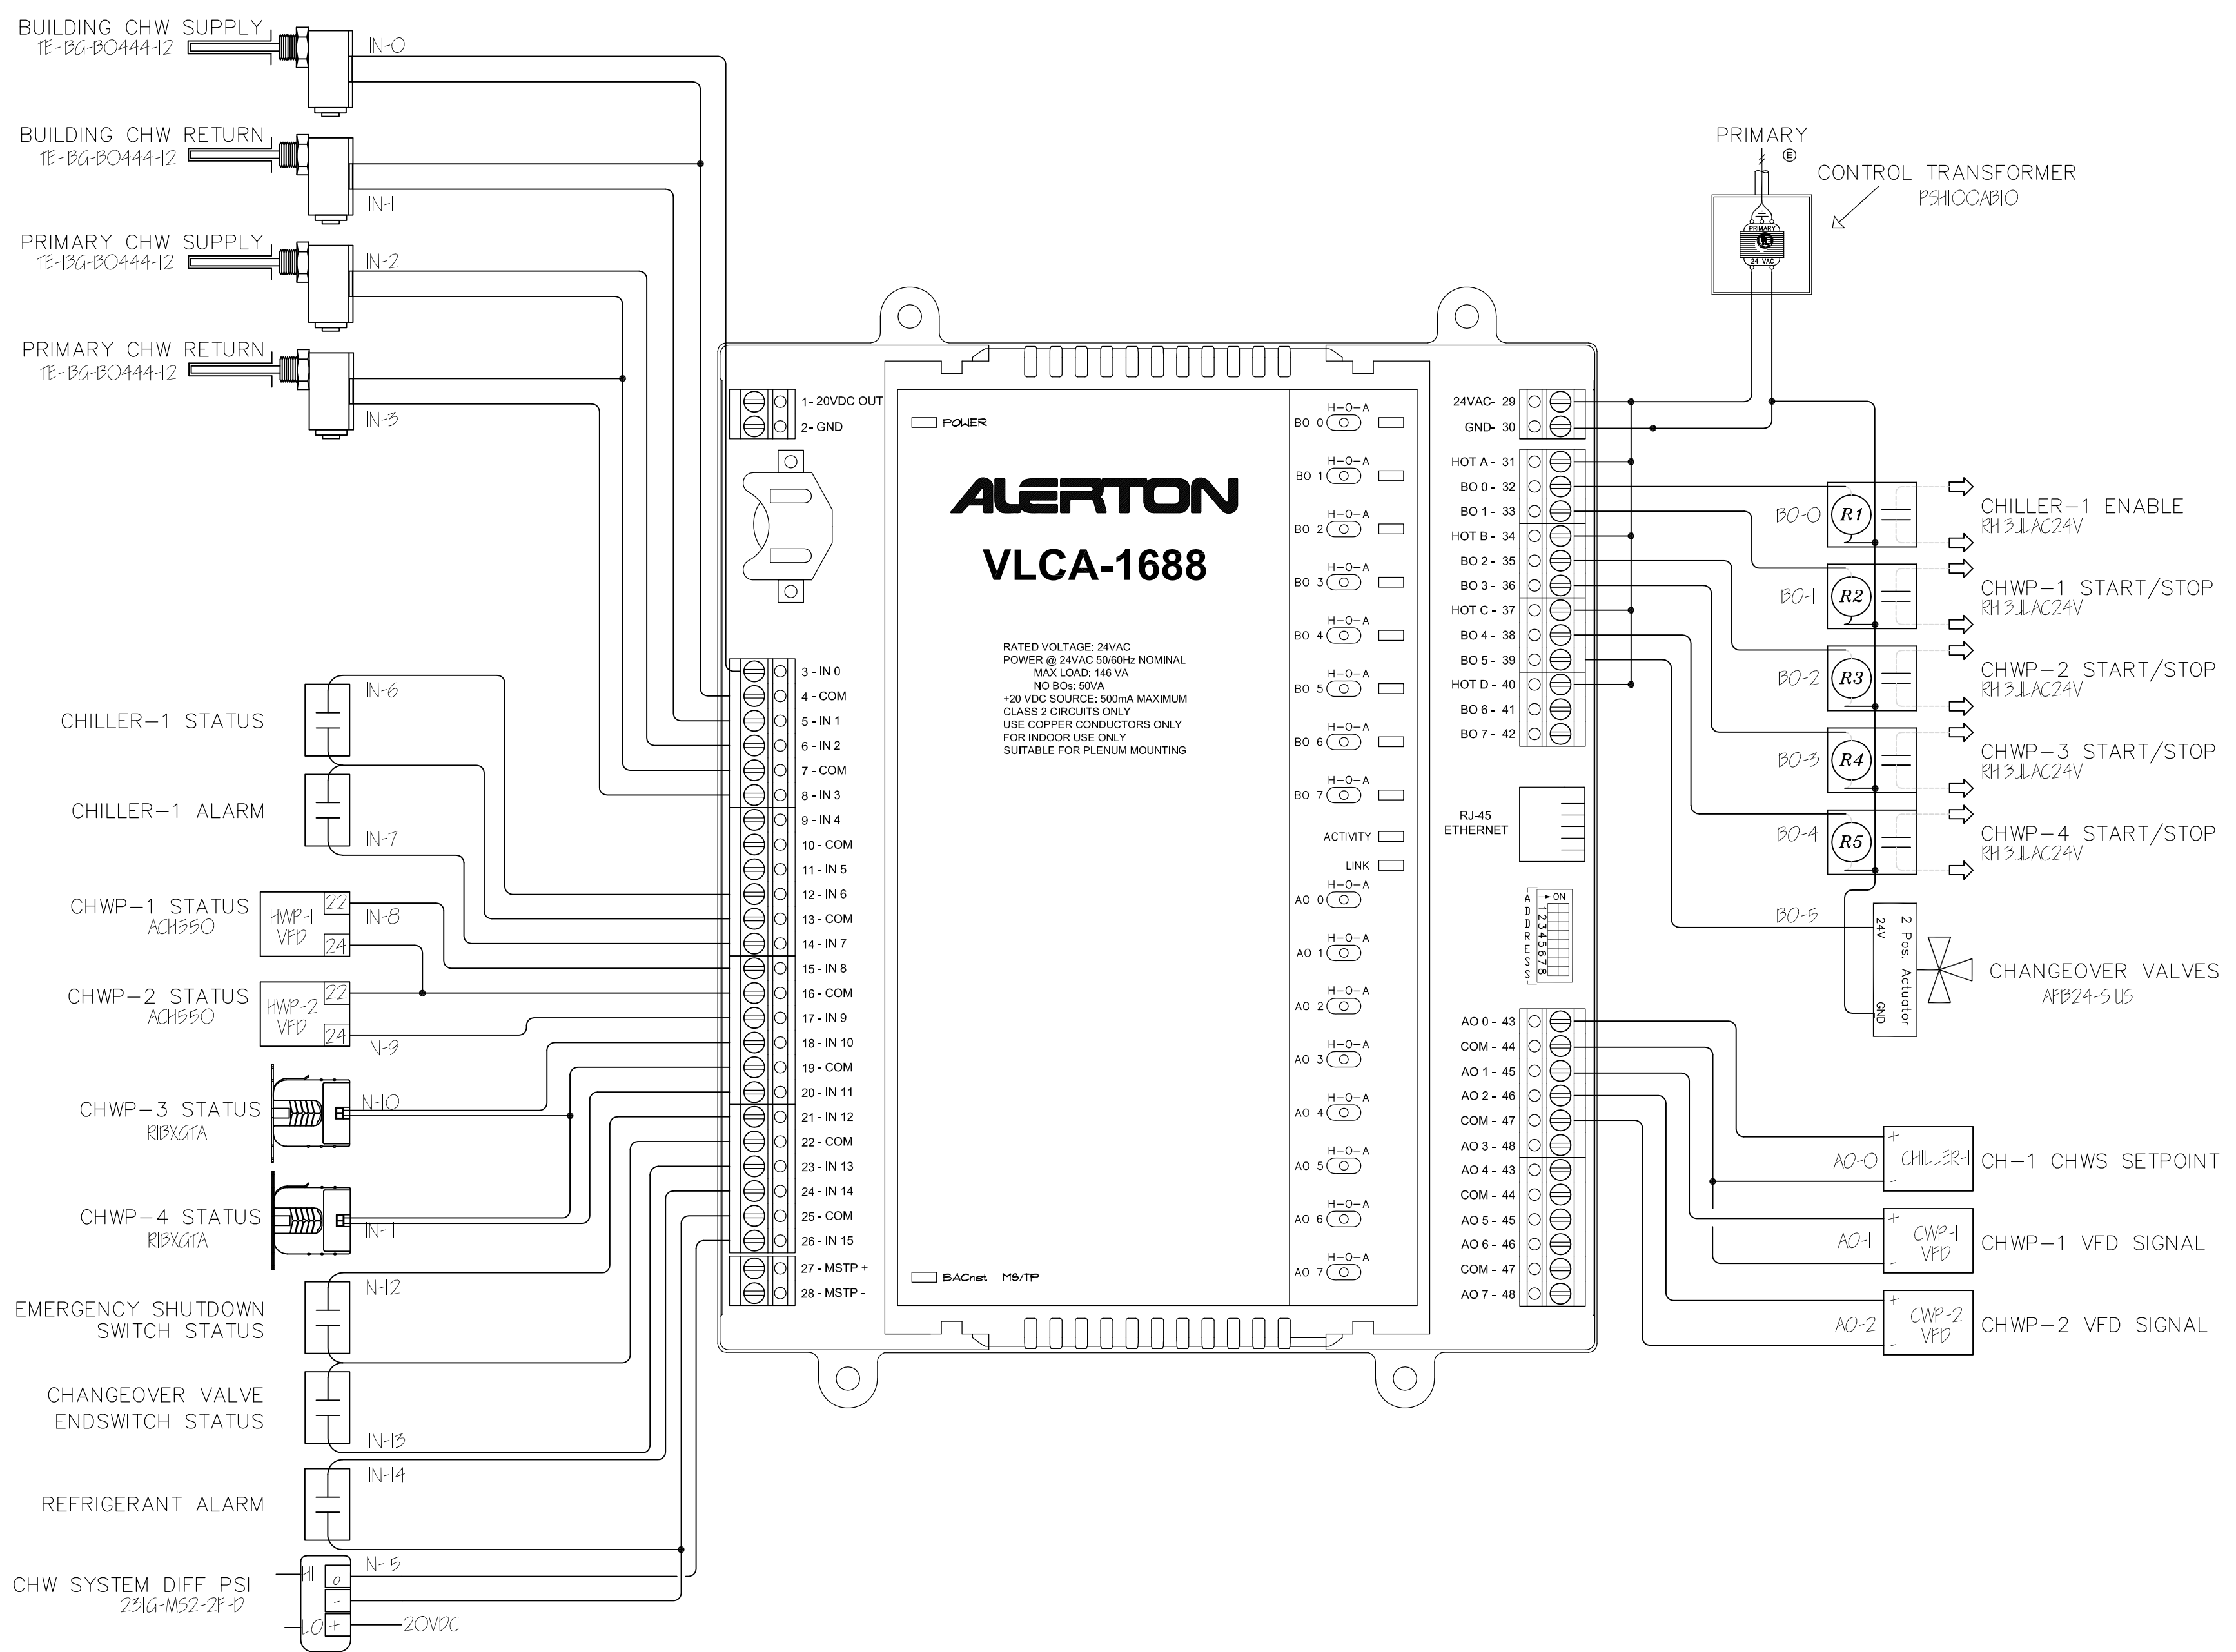 BUILDING CHW SUPPLY
TE-IBG-B0444-12
IN-0
BUILDING CHW RETURN
TE-IBG-B0444-12
IN-1
PRIMARY CHW SUPPLY
TE-IBG-B0444-12
IN-2
PRIMARY CHW RETURN
TE-IBG-B0444-12
IN-3
CHILLER-1 STATUS
IN-6
CHILLER-1 ALARM
IN-7
CHWP-1 STATUS
ACH550
HWP-1
VFD
22
24
IN-8
CHWP-2 STATUS
ACH550
HWP-2
VFD
22
24
IN-9
CHWP-3 STATUS
RIBXGTA
IN-10
CHWP-4 STATUS
RIBXGTA
IN-11
EMERGENCY SHUTDOWN
SWITCH STATUS
IN-12
CHANGEOVER VALVE
ENDSWITCH STATUS
IN-13
REFRIGERANT ALARM
IN-14
CHW SYSTEM DIFF PSI
231G-MS2-2F-D
HI
LO
O
-
+
IN-15
20VDC
1- 20VDC OUT
2- GND
3 - IN 0
4 - COM
5 - IN 1
6 - IN 2
7 - COM
8 - IN 3
9 - IN 4
10 - COM
11 - IN 5
12 - IN 6
13 - COM
14 - IN 7
15 - IN 8
16 - COM
17 - IN 9
18 - IN 10
19 - COM
20 - IN 11
21 - IN 12
22 - COM
23 - IN 13
24 - IN 14
25 - COM
26 - IN 15
27 - MSTP +
28 - MSTP -
POWER
ALERTON
VLCA-1688
RATED VOLTAGE: 24VAC
POWER @ 24VAC 50/60Hz NOMINAL
MAX LOAD: 146 VA
NO BOs: 50VA
+20 VDC SOURCE: 500mA MAXIMUM
CLASS 2 CIRCUITS ONLY
USE COPPER CONDUCTORS ONLY
FOR INDOOR USE ONLY
SUITABLE FOR PLENUM MOUNTING
BACnet MS/TP
H-O-A
BO 0
H-O-A
BO 1
H-O-A
BO 2
H-O-A
BO 3
H-O-A
BO 4
H-O-A
BO 5
H-O-A
BO 6
H-O-A
BO 7
ACTIVITY
LINK
H-O-A
AO 0
H-O-A
AO 1
H-O-A
AO 2
H-O-A
AO 3
H-O-A
AO 4
H-O-A
AO 5
H-O-A
AO 6
H-O-A
AO 7
24VAC- 29
GND- 30
HOT A - 31
BO 0 - 32
BO 1 - 33
HOT B - 34
BO 2 - 35
BO 3 - 36
HOT C - 37
BO 4 - 38
BO 5 - 39
HOT D - 40
BO 6 - 41
BO 7 - 42
RJ-45
ETHERNET
ADDRESS
ON
12345678
AO 0 - 43
COM - 44
AO 1 - 45
AO 2 - 46
COM - 47
AO 3 - 48
AO 4 - 43
COM - 44
AO 5 - 45
AO 6 - 46
COM - 47
AO 7 - 48
PRIMARY
E
CONTROL TRANSFORMER
PSH100AB10
PRIMARY
UL
24 VAC
BO-0
R1
CHILLER-1 ENABLE
RHIBULAC24V
BO-1
R2
CHWP-1 START/STOP
RHIBULAC24V
BO-2
R3
CHWP-2 START/STOP
RHIBULAC24V
BO-3
R4
CHWP-3 START/STOP
RHIBULAC24V
BO-4
R5
CHWP-4 START/STOP
RHIBULAC24V
BO-5
24V
GND
2 Pos. Actuator
CHANGEOVER VALVES
AFB24-S US
AO-0
+
-
CHILLER-1
CH-1 CHWS SETPOINT
AO-1
+
-
CWP-1
VFD
CHWP-1 VFD SIGNAL
AO-2
+
-
CWP-2
VFD
CHWP-2 VFD SIGNAL